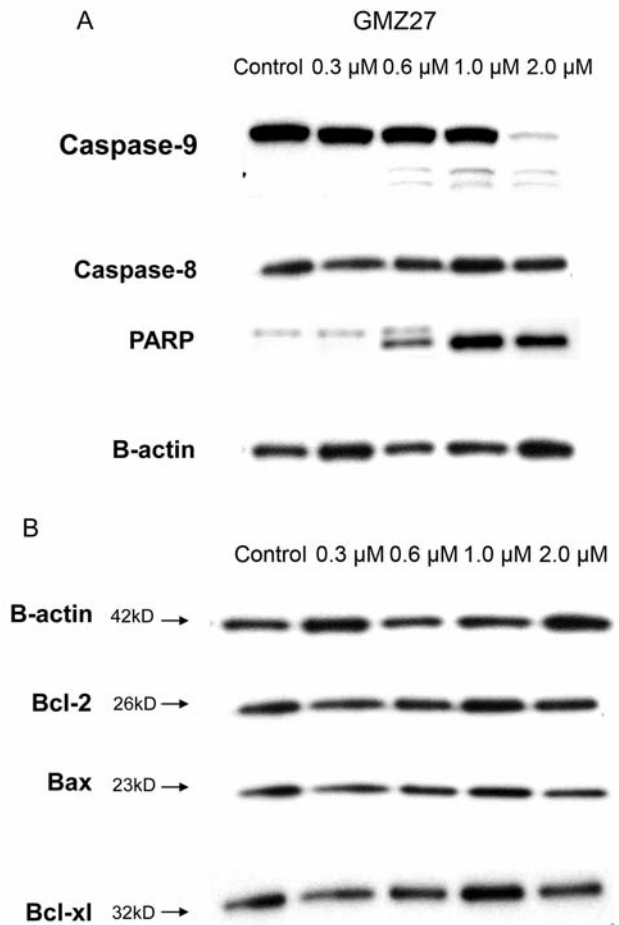 A
GMZ27
Control 0.3 µM 0.6 µM 1.0 µM 2.0 µM
Caspase-9
Caspase-8
PARP
B-actin
B
Control 0.3 µM 0.6 µM 1.0 µM 2.0 µM
B-actin 42kD →
Bcl-2 26kD →
Bax 23kD →
Bcl-xl 32kD →